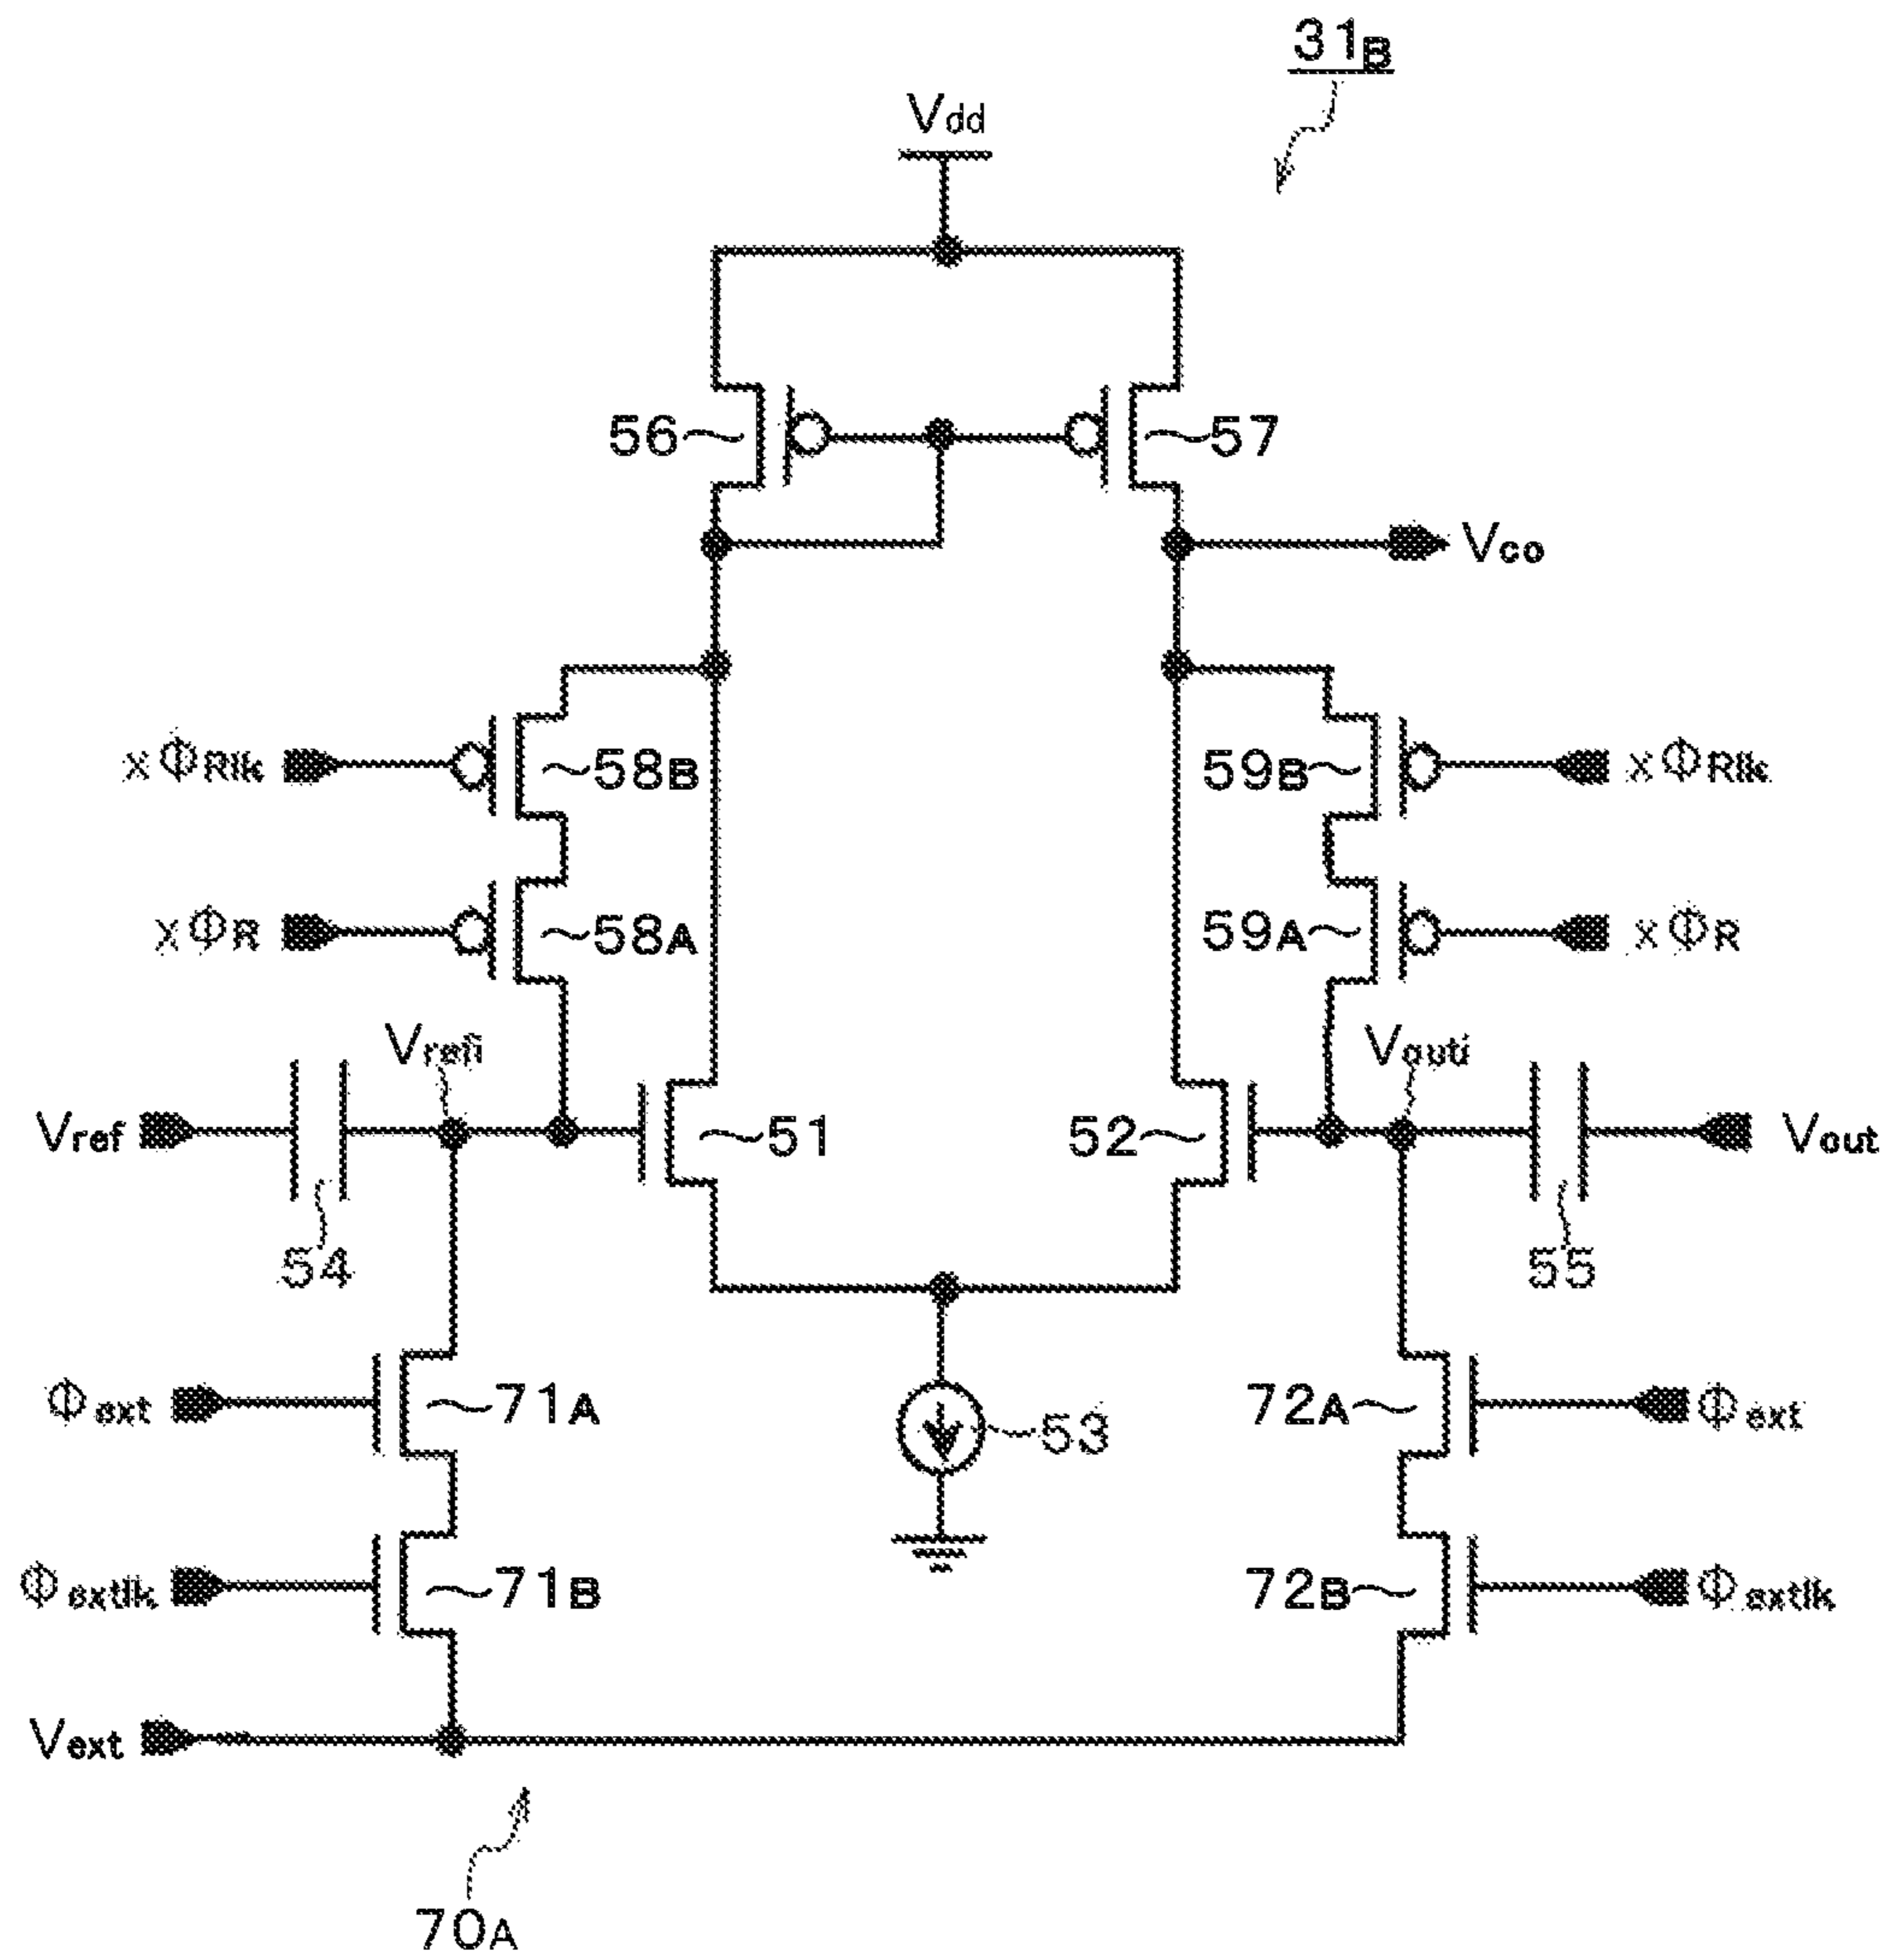 31B
Vdd
56
57
Vco
xΦRlk
58B
59B
xΦRlk
xΦR
58A
59A
xΦR
Vrefi
Vouti
Vref
51
52
Vout
54
55
Φext
71A
53
72A
Φext
Φextlk
71B
72B
Φextlk
Vext
70A